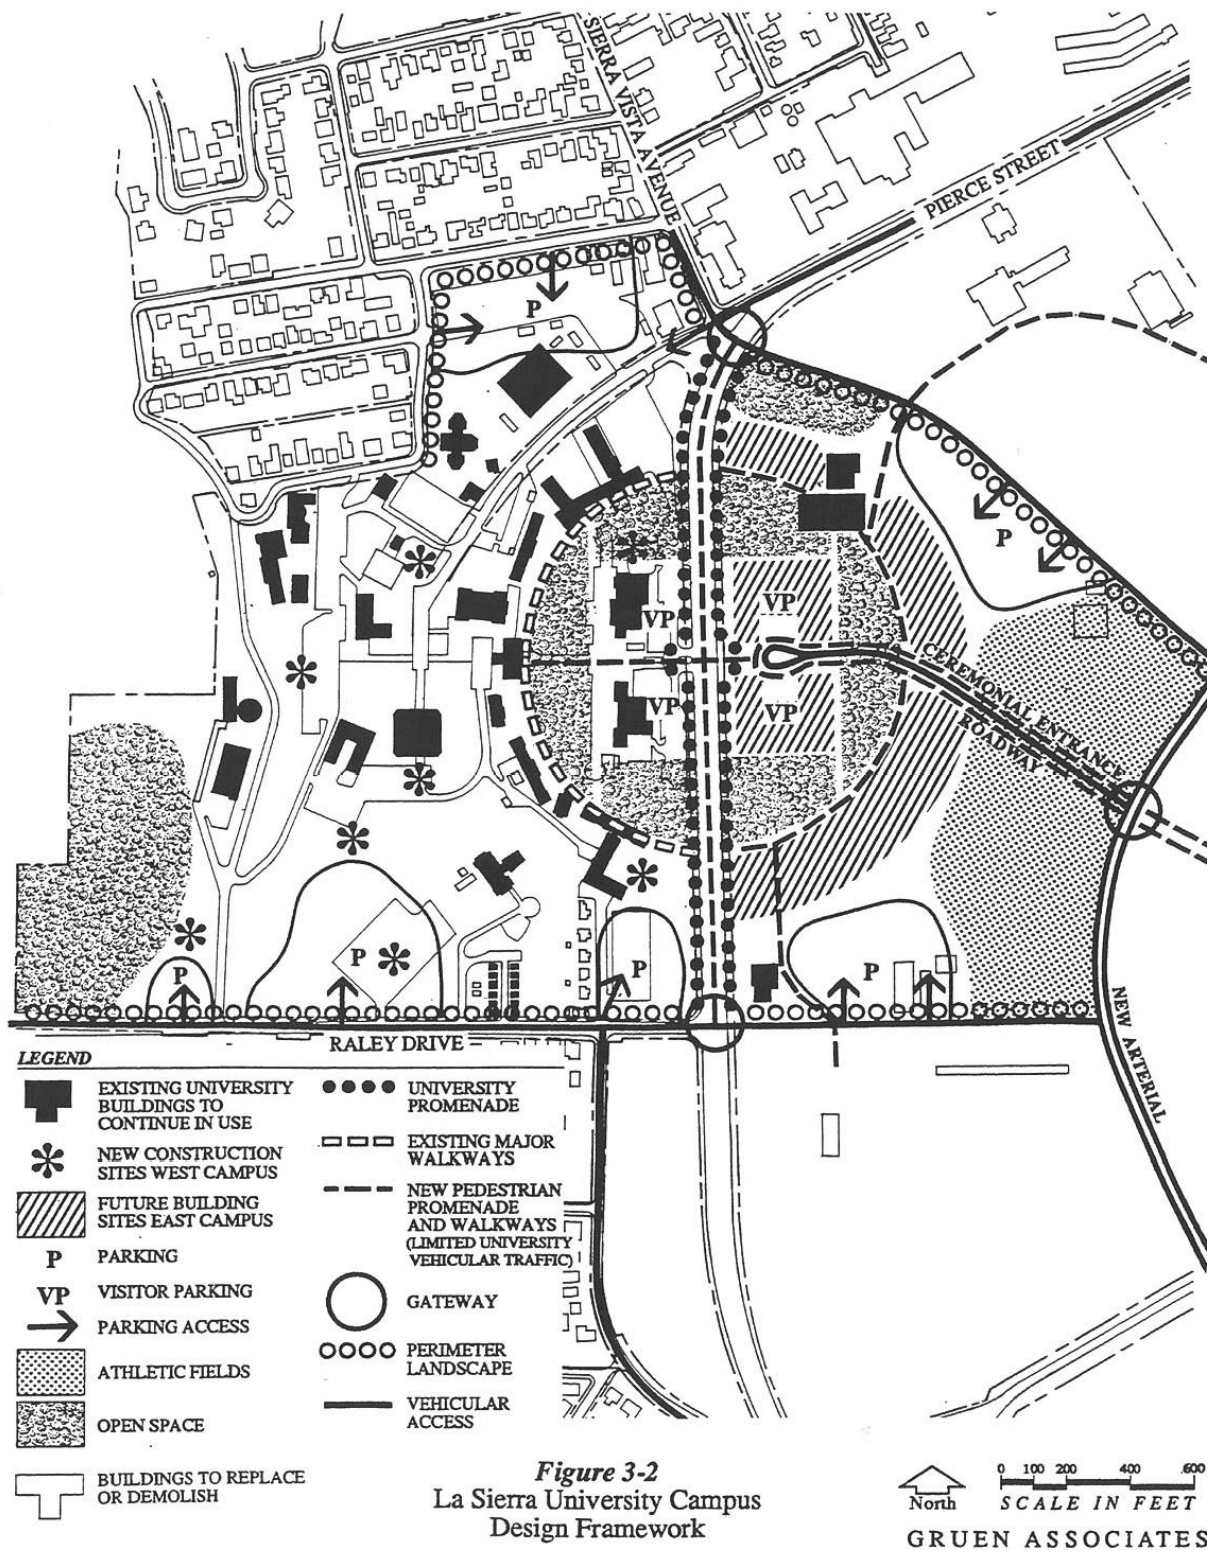 SIERRA VISTA AVENUE
PIERCE STREET
P
P
VP
VP
VP
VP
CEREMONIAL ENTRANCE
ROADWAY
P
P
P
P
NEW ARTERIAL
RALEY DRIVE
LEGEND
EXISTING UNIVERSITY
BUILDINGS TO
CONTINUE IN USE
NEW CONSTRUCTION
SITES WEST CAMPUS
FUTURE BUILDING
SITES EAST CAMPUS
P PARKING
VP VISITOR PARKING
PARKING ACCESS
ATHLETIC FIELDS
OPEN SPACE
BUILDINGS TO REPLACE
OR DEMOLISH
UNIVERSITY
PROMENADE
EXISTING MAJOR
WALKWAYS
NEW PEDESTRIAN
PROMENADE
AND WALKWAYS
(LIMITED UNIVERSITY
VEHICULAR TRAFFIC)
GATEWAY
PERIMETER
LANDSCAPE
VEHICULAR
ACCESS
Figure 3-2
La Sierra University Campus
Design Framework
North
0 100 200 400 600
SCALE IN FEET
GRUEN ASSOCIATES